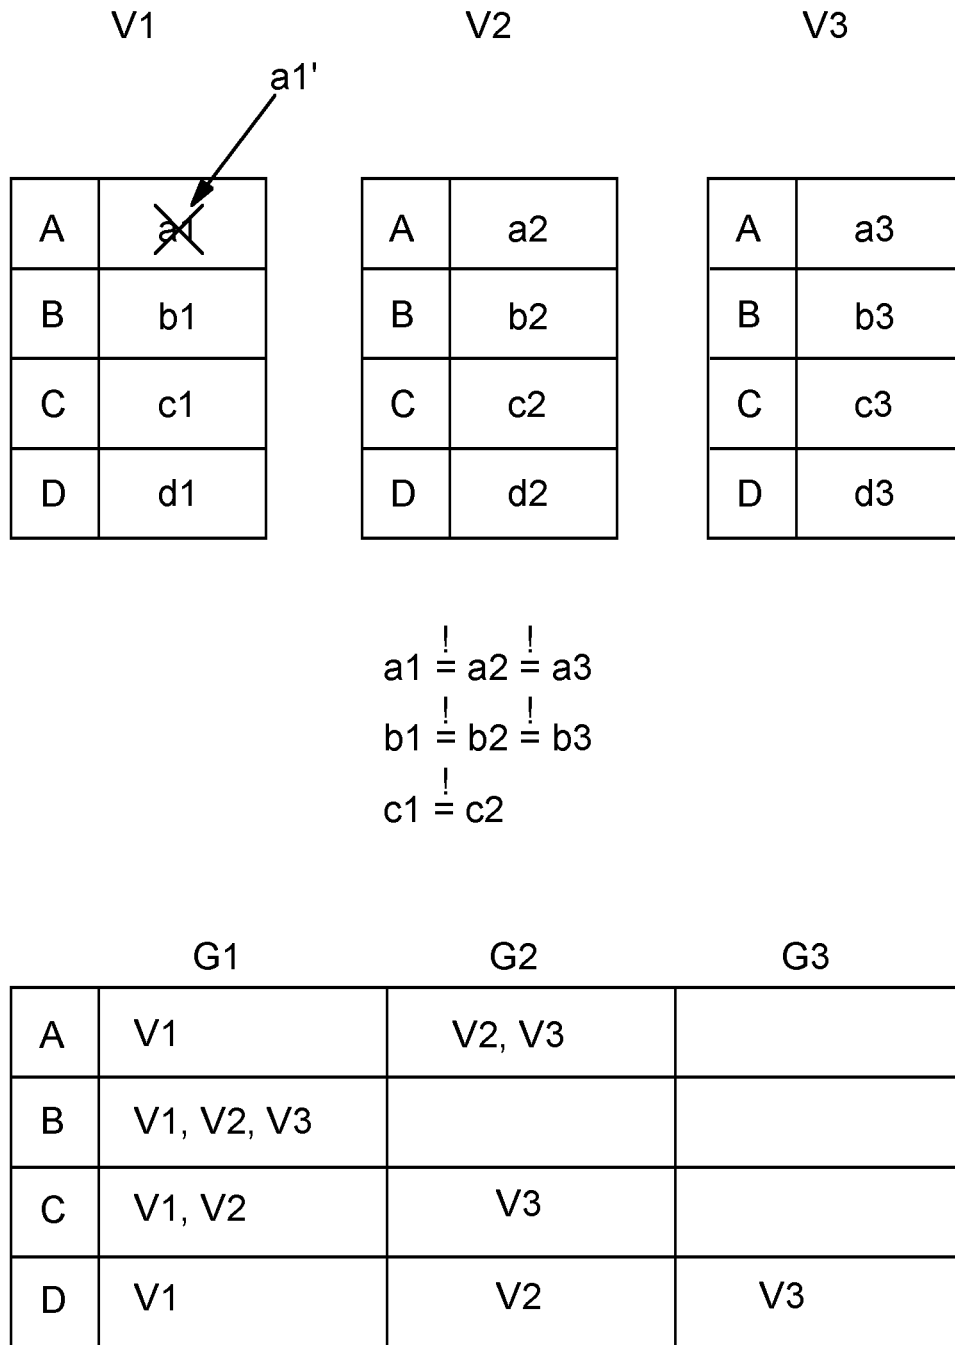 V1 V2 V3
a1'
A a1 A a2 A a3
B b1 B b2 B b3
C c1 C c2 C c3
D d1 D d2 D d3
! !
a1 = a2 = a3
! !
b1 = b2 = b3
!
c1 = c2
G1 G2 G3
A V1 V2, V3
B V1, V2, V3
C V1, V2 V3
D V1 V2 V3